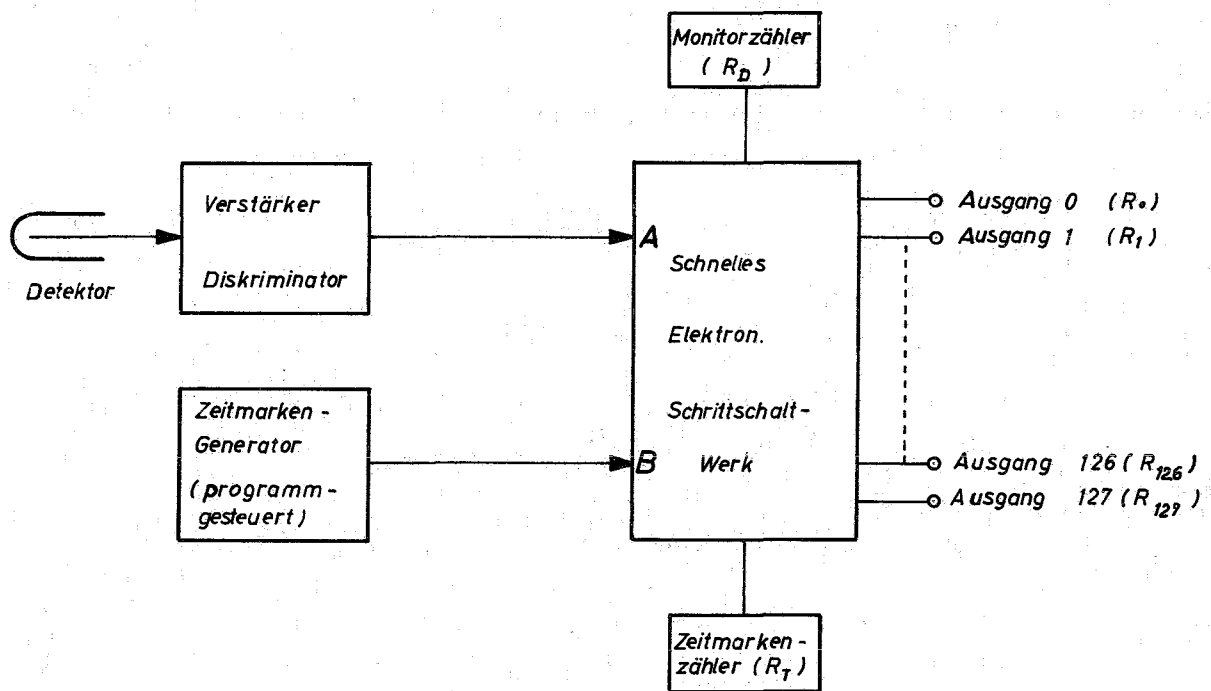 Monitorzähler
( R_D )
Verstärker
Diskriminator
Detektor
A
Schnelles
Elektron.
Schrittschalt-
Werk
B
Ausgang 0 (R₀)
Ausgang 1 (R₁)
Zeitmarken-
Generator
(programm-
gesteuert)
Ausgang 126 (R₁₂₆)
Ausgang 127 (R₁₂₇)
Zeitmarken-
zähler (R_T)